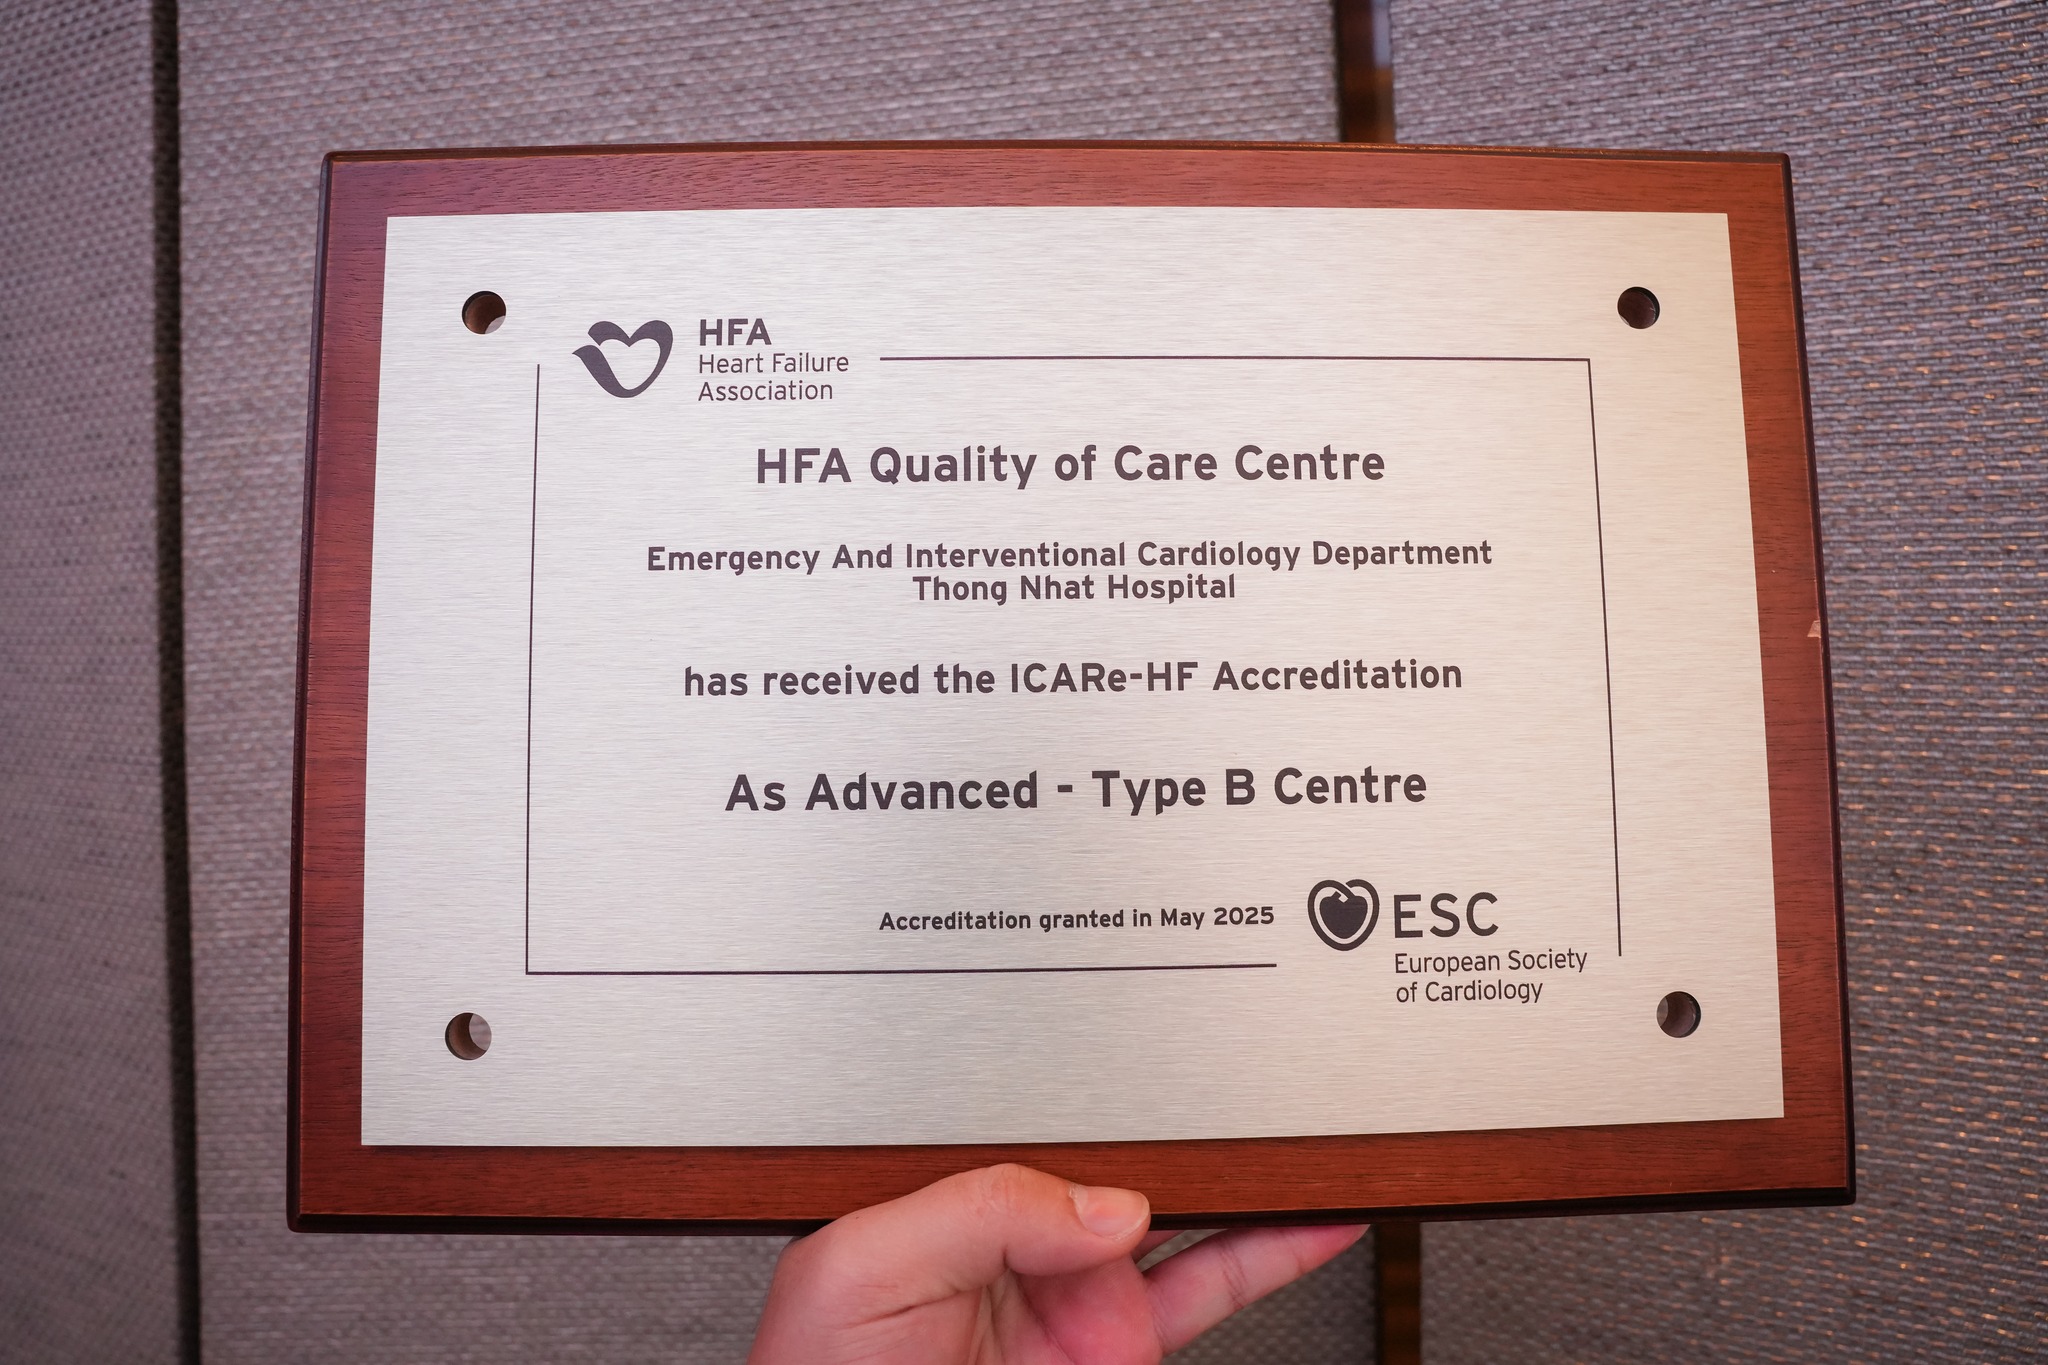 HFA
Heart Failure
Association
HFA Quality of Care Centre
Emergency And Interventional Cardiology Department
Thong Nhat Hospital
has received the ICARe-HF Accreditation
As Advanced - Type B Centre
Accreditation granted in May 2025
ESC
European Society
of Cardiology